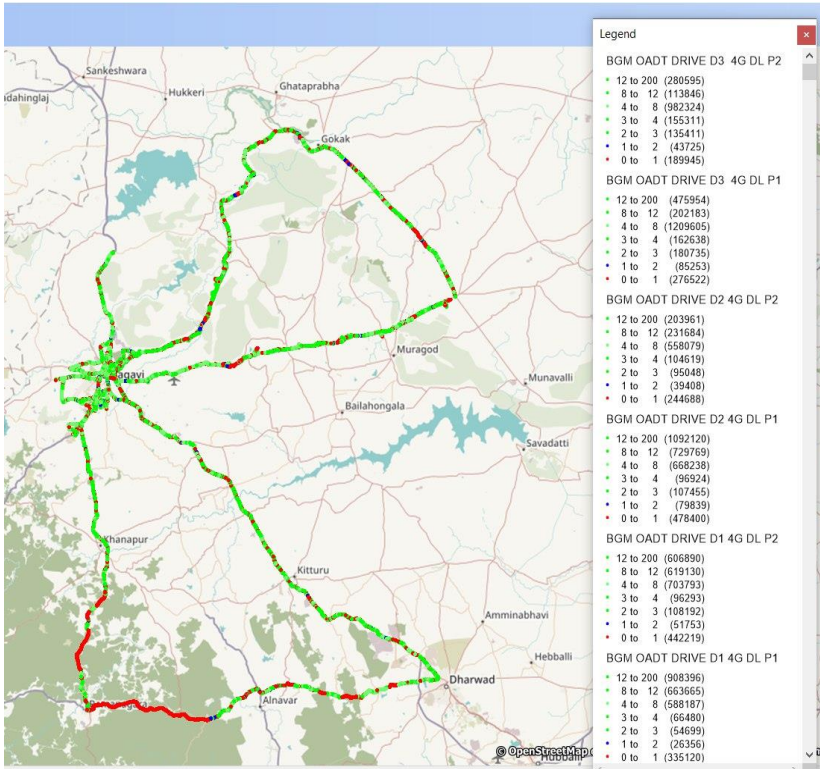 Legend
BGM OADT DRIVE D3 4G DL P2
12 to 200 (280595)
8 to 12 (113846)
4 to 8 (982324)
3 to 4 (155311)
2 to 3 (135411)
1 to 2 (43725)
0 to 1 (189945)
BGM OADT DRIVE D3 4G DL P1
12 to 200 (475954)
8 to 12 (202183)
4 to 8 (1209605)
3 to 4 (162638)
2 to 3 (180735)
1 to 2 (85253)
0 to 1 (276522)
BGM OADT DRIVE D2 4G DL P2
12 to 200 (203961)
8 to 12 (231684)
4 to 8 (558079)
3 to 4 (104619)
2 to 3 (95048)
1 to 2 (39408)
0 to 1 (244688)
BGM OADT DRIVE D2 4G DL P1
12 to 200 (1092120)
8 to 12 (729769)
4 to 8 (668238)
3 to 4 (96924)
2 to 3 (107455)
1 to 2 (79839)
0 to 1 (478400)
BGM OADT DRIVE D1 4G DL P2
12 to 200 (606890)
8 to 12 (619130)
4 to 8 (703793)
3 to 4 (96293)
2 to 3 (108192)
1 to 2 (51753)
0 to 1 (442219)
BGM OADT DRIVE D1 4G DL P1
12 to 200 (908396)
8 to 12 (663665)
4 to 8 (588187)
3 to 4 (66480)
2 to 3 (54699)
1 to 2 (26356)
0 to 1 (335120)
Sankeshwara
adahinglaj
Hukkeri
Ghataprabha
Gokak
agavi
Muragod
Munavalli
Bailahongala
Savadatti
Khanapur
Kitturu
Amminabhavi
Hebballi
Dharwad
Alnavar
© OpenStreetMap
Hubballi